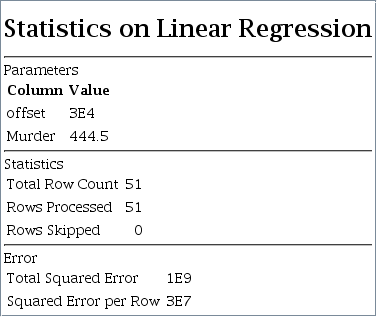 Statistics on Linear Regression
Parameters
Column Value
offset 3E4
Murder 444.5
Statistics
Total Row Count 51
Rows Processed 51
Rows Skipped 0
Error
Total Squared Error 1E9
Squared Error per Row 3E7